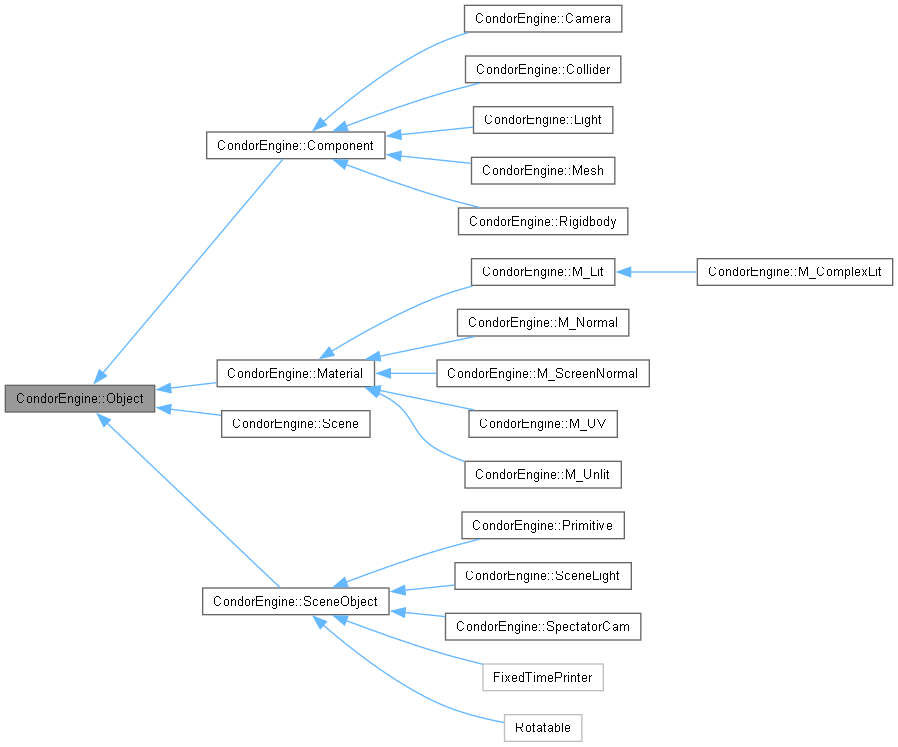 CondorEngine::Camera
CondorEngine::Collider
CondorEngine::Light
CondorEngine::Component
CondorEngine::Mesh
CondorEngine::Rigidbody
CondorEngine::M_Lit
CondorEngine::M_ComplexLit
CondorEngine::M_Normal
CondorEngine::Material
CondorEngine::M_ScreenNormal
CondorEngine::Object
CondorEngine::Scene
CondorEngine::M_UV
CondorEngine::M_Unlit
CondorEngine::Primitive
CondorEngine::SceneLight
CondorEngine::SceneObject
CondorEngine::SpectatorCam
FixedTimePrinter
Rotatable